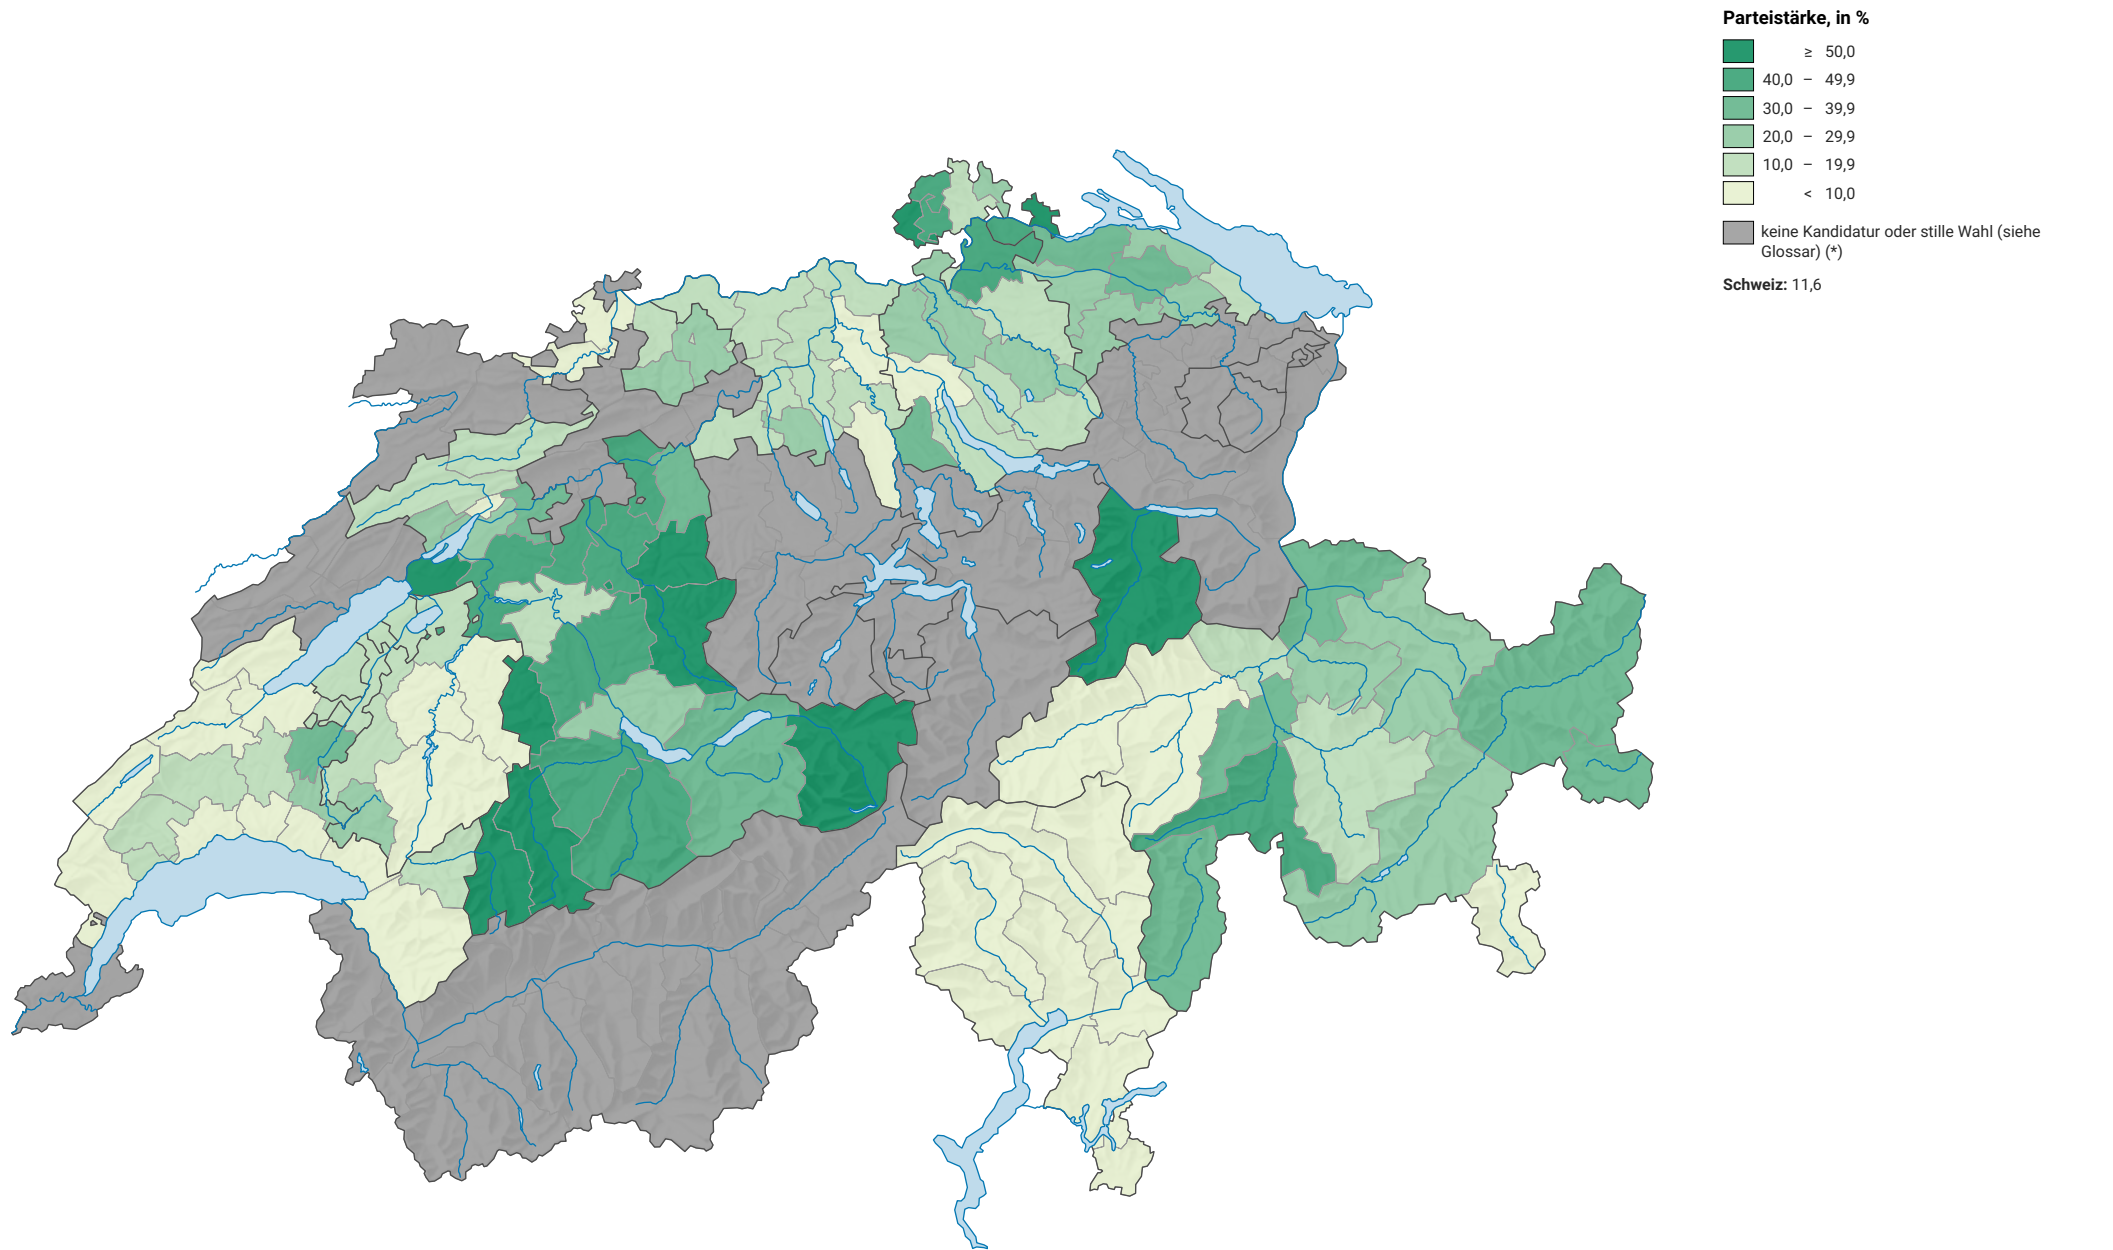 Parteistärke, in %
≥ 50,0
40,0 – 49,9
30,0 – 39,9
20,0 – 29,9
10,0 – 19,9
< 10,0
keine Kandidatur oder stille Wahl (siehe
Glossar) (*)
Schweiz: 11,6